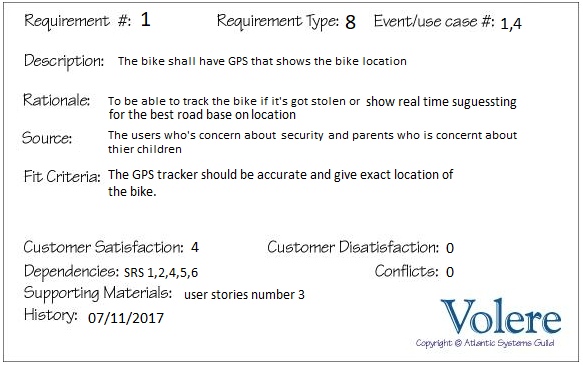 Requirement #: 1 Requirement Type: 8 Event/use case #: 1,4
Description: The bike shall have GPS that shows the bike location
Rationale: To be able to track the bike if it's got stolen or show real time suguessting
for the best road base on location
Source: The users who's concern about security and parents who is concernt about
thier children
Fit Criteria: The GPS tracker should be accurate and give exact location of
the bike.
Customer Satisfaction: 4 Customer Disatisfaction: 0
Dependencies: SRS 1,2,4,5,6 Conflicts: 0
Supporting Materials: user stories number 3
History: 07/11/2017
Volere
Copyright © Atlantic Systems Guild